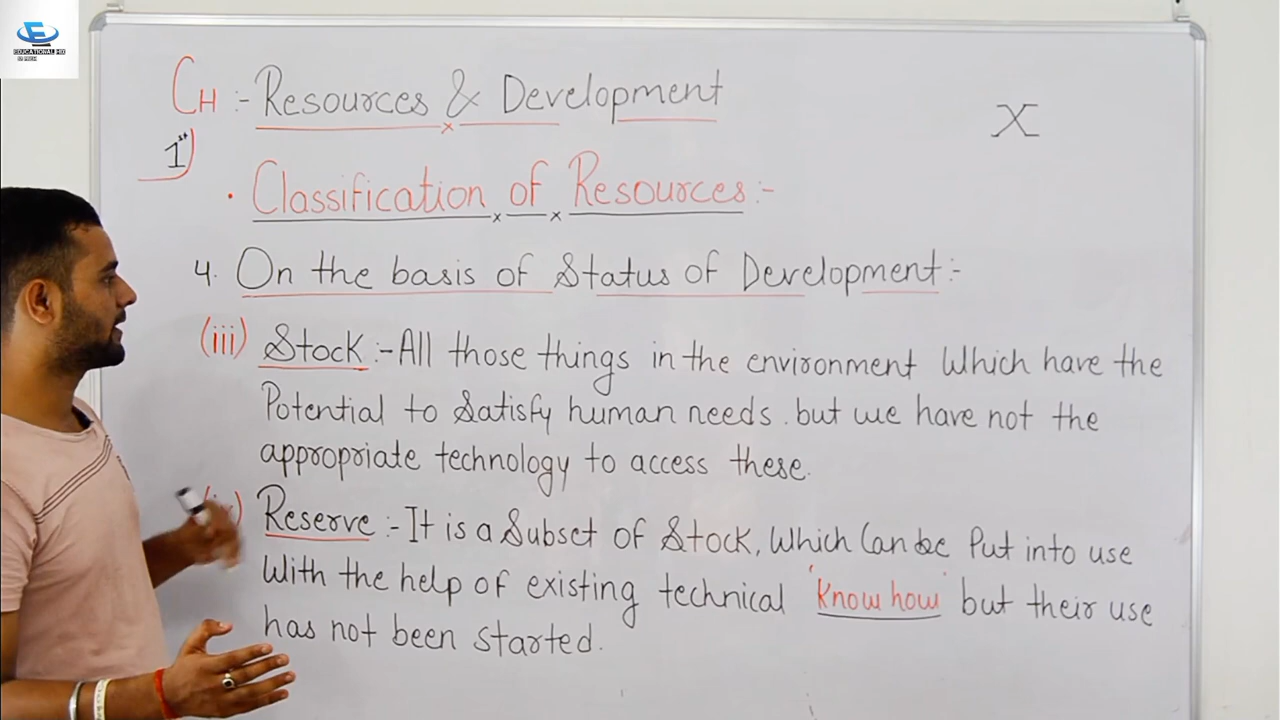 EDUCATIONAL
CH :- Resources & Development
X
1st
• Classification of Resources :-
4. On the basis of Status of Development :-
(iii) Stock :- All those things in the environment Which have the
Potential to Satisfy human needs. but we have not the
appropriate technology to access these.
Reserve :- It is a Subset of Stock, Which Can be Put into use
With the help of existing technical 'Know how' but their use
has not been started.